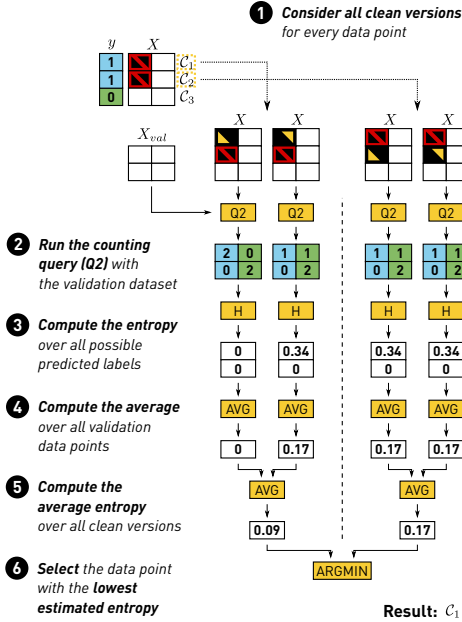 1 Consider all clean versions
for every data point
y X
1 C1
1 C2
0 C3
Xval
X X X X
Q2 Q2 Q2 Q2
2 Run the counting
query (Q2) with
the validation dataset
2 0 1 1 1 1 1 1
0 2 0 2 0 2 0 2
H H H H
3 Compute the entropy
over all possible
predicted labels
0 0.34 0.34 0.34
0 0 0 0
4 Compute the average
over all validation
data points
AVG AVG AVG AVG
0 0.17 0.17 0.17
5 Compute the
average entropy
over all clean versions
AVG AVG
0.09 0.17
6 Select the data point
with the lowest
estimated entropy
ARGMIN
Result: C1